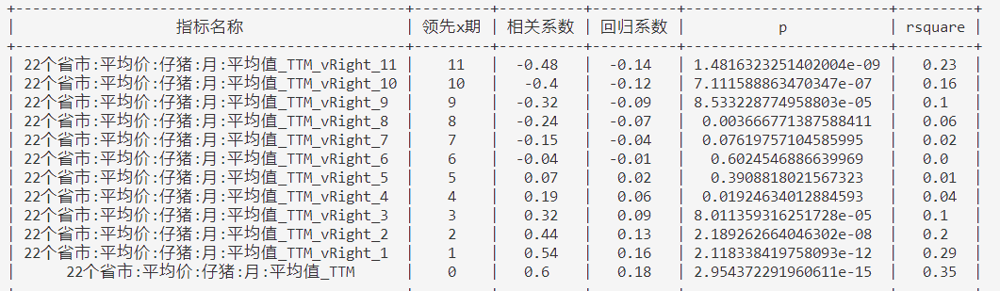 指标名称 | 领先x期 | 相关系数 | 回归系数 | p | rsquare
22个省市:平均价:仔猪:月:平均值_TTM_vRight_11 | 11 | -0.48 | -0.14 | 1.4816323251402004e-09 | 0.23
22个省市:平均价:仔猪:月:平均值_TTM_vRight_10 | 10 | -0.4 | -0.12 | 7.111588863470347e-07 | 0.16
22个省市:平均价:仔猪:月:平均值_TTM_vRight_9 | 9 | -0.32 | -0.09 | 8.533228774958803e-05 | 0.1
22个省市:平均价:仔猪:月:平均值_TTM_vRight_8 | 8 | -0.24 | -0.07 | 0.003666771387588411 | 0.06
22个省市:平均价:仔猪:月:平均值_TTM_vRight_7 | 7 | -0.15 | -0.04 | 0.07619757104585995 | 0.02
22个省市:平均价:仔猪:月:平均值_TTM_vRight_6 | 6 | -0.04 | -0.01 | 0.6024546886639969 | 0.0
22个省市:平均价:仔猪:月:平均值_TTM_vRight_5 | 5 | 0.07 | 0.02 | 0.3908818021567323 | 0.01
22个省市:平均价:仔猪:月:平均值_TTM_vRight_4 | 4 | 0.19 | 0.06 | 0.01924634012884593 | 0.04
22个省市:平均价:仔猪:月:平均值_TTM_vRight_3 | 3 | 0.32 | 0.09 | 8.011359316251728e-05 | 0.1
22个省市:平均价:仔猪:月:平均值_TTM_vRight_2 | 2 | 0.44 | 0.13 | 2.189262664046302e-08 | 0.2
22个省市:平均价:仔猪:月:平均值_TTM_vRight_1 | 1 | 0.54 | 0.16 | 2.118338419758093e-12 | 0.29
22个省市:平均价:仔猪:月:平均值_TTM | 0 | 0.6 | 0.18 | 2.954372291960611e-15 | 0.35